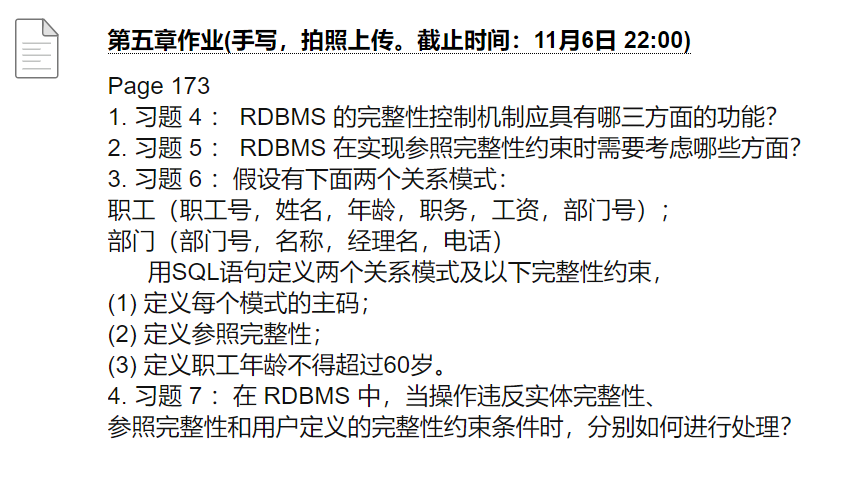 第五章作业(手写，拍照上传。截止时间：11月6日 22:00)
Page 173
1. 习题 4 ： RDBMS 的完整性控制机制应具有哪三方面的功能？
2. 习题 5 ： RDBMS 在实现参照完整性约束时需要考虑哪些方面？
3. 习题 6 ：假设有下面两个关系模式：
职工（职工号，姓名，年龄，职务，工资，部门号）；
部门（部门号，名称，经理名，电话）
用SQL语句定义两个关系模式及以下完整性约束，
(1) 定义每个模式的主码；
(2) 定义参照完整性；
(3) 定义职工年龄不得超过60岁。
4. 习题 7 ：在 RDBMS 中，当操作违反实体完整性、
参照完整性和用户定义的完整性约束条件时，分别如何进行处理？